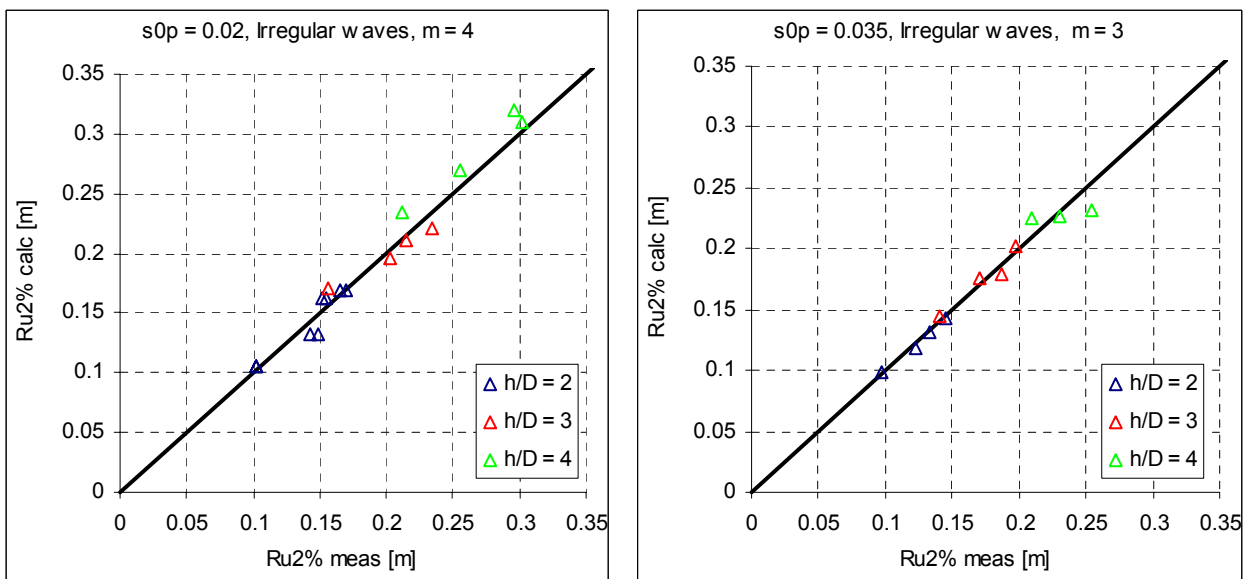 s0p = 0.02, Irregular waves, m = 4
0.35
0.3
0.25
0.2
0.15
0.1
0.05
0
Ru2% calc [m]
h/D = 2
h/D = 3
h/D = 4
0 0.05 0.1 0.15 0.2 0.25 0.3 0.35
Ru2% meas [m]
s0p = 0.035, Irregular waves, m = 3
0.35
0.3
0.25
0.2
0.15
0.1
0.05
0
Ru2% calc [m]
h/D = 2
h/D = 3
h/D = 4
0 0.05 0.1 0.15 0.2 0.25 0.3 0.35
Ru2% meas [m]